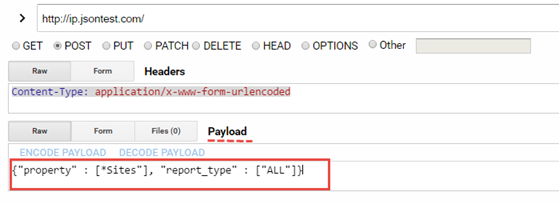 http://ip.jsontest.com/
GET POST PUT PATCH DELETE HEAD OPTIONS Other
Raw Form Headers
Content-Type: application/x-www-form-urlencoded
Raw Form Files (0) Payload
ENCODE PAYLOAD DECODE PAYLOAD
{"property" : [*Sites"], "report_type" : ["ALL"]}